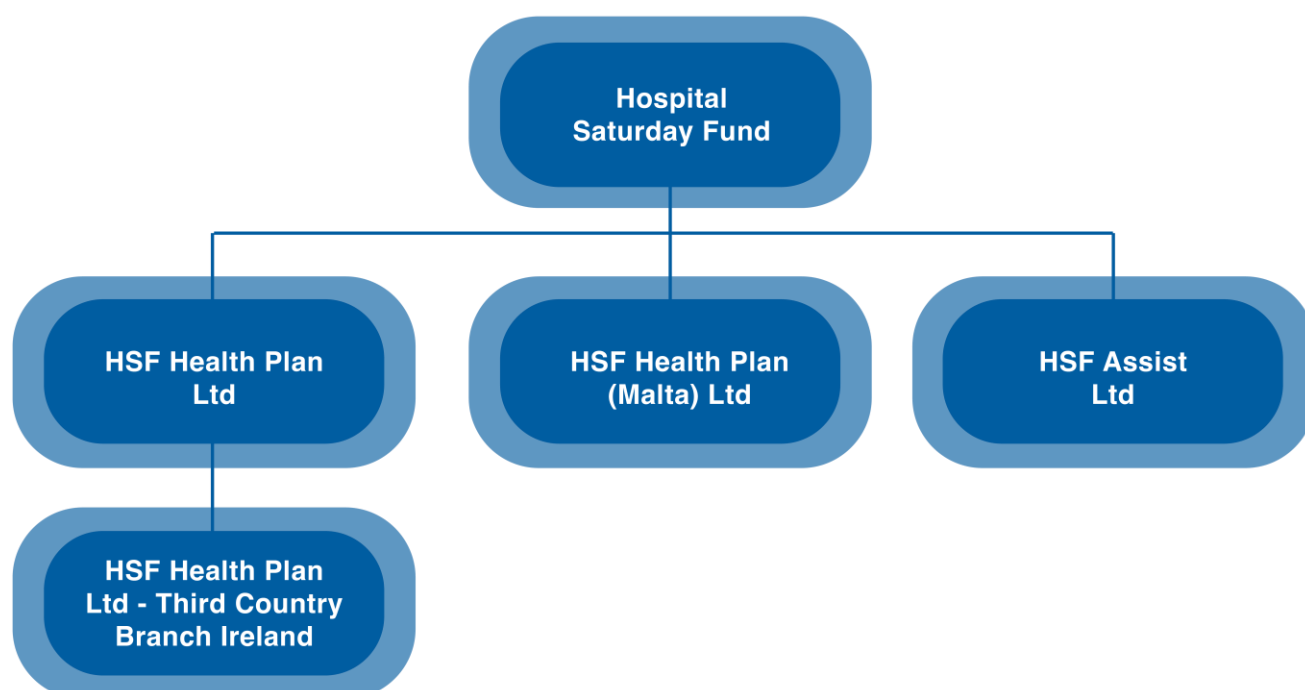 Hospital
Saturday Fund
HSF Health Plan
Ltd
HSF Health Plan
(Malta) Ltd
HSF Assist
Ltd
HSF Health Plan
Ltd - Third Country
Branch Ireland